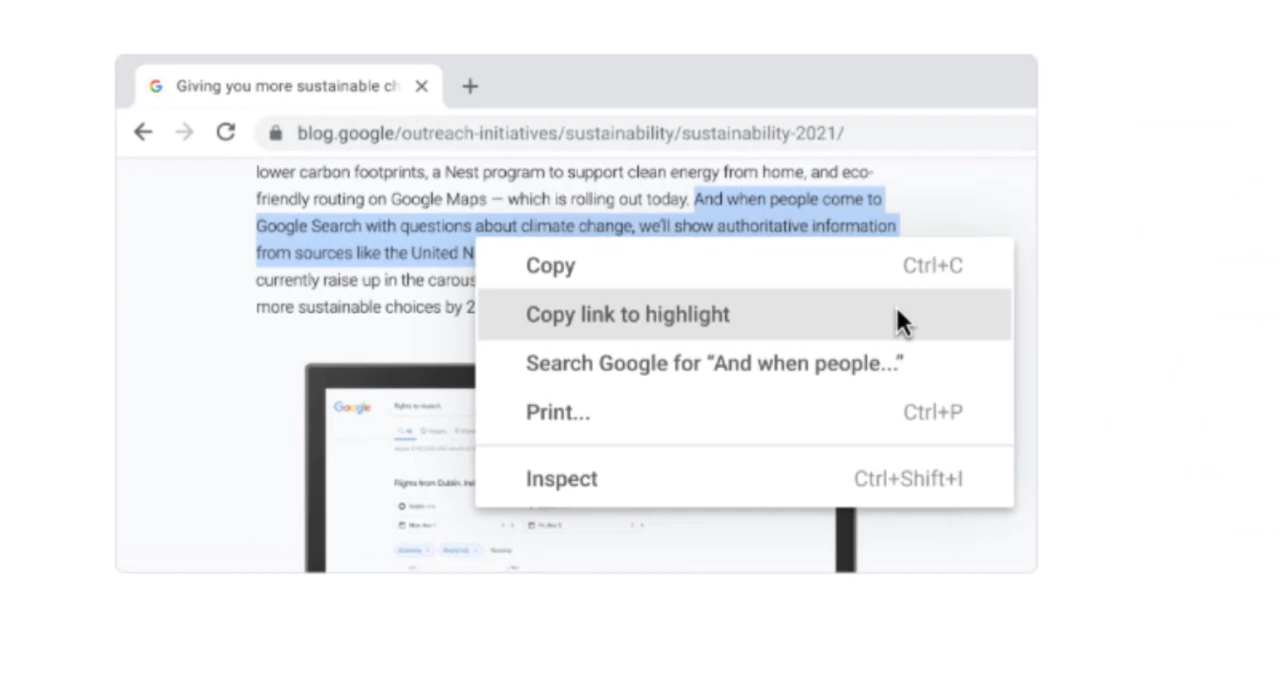 Giving you more sustainable ch
blog.google/outreach-initiatives/sustainability/sustainability-2021/
lower carbon footprints, a Nest program to support clean energy from home, and eco-
friendly routing on Google Maps — which is rolling out today. And when people come to
Google Search with questions about climate change, we'll show authoritative information
from sources like the United N
currently raise up in the carous
more sustainable choices by 2
Copy Ctrl+C
Copy link to highlight
Search Google for “And when people...”
Print... Ctrl+P
Inspect Ctrl+Shift+I
Google
Flights from Dublin,